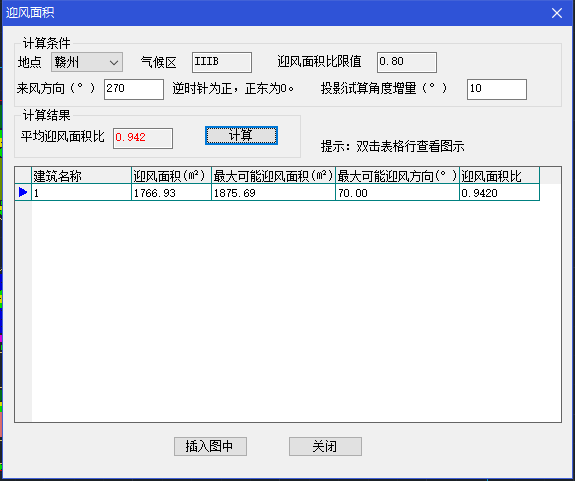 迎风面积
计算条件
地点 赣州 气候区 IIIB 迎风面积比限值 0.80
来风方向(°) 270 逆时针为正，正东为0。 投影试算角度增量(°) 10
计算结果
平均迎风面积比 0.942 计算
提示：双击表格行查看图示
建筑名称 迎风面积(㎡) 最大可能迎风面积(㎡) 最大可能迎风方向(°) 迎风面积比
1 1766.93 1875.69 70.00 0.9420
插入图中 关闭